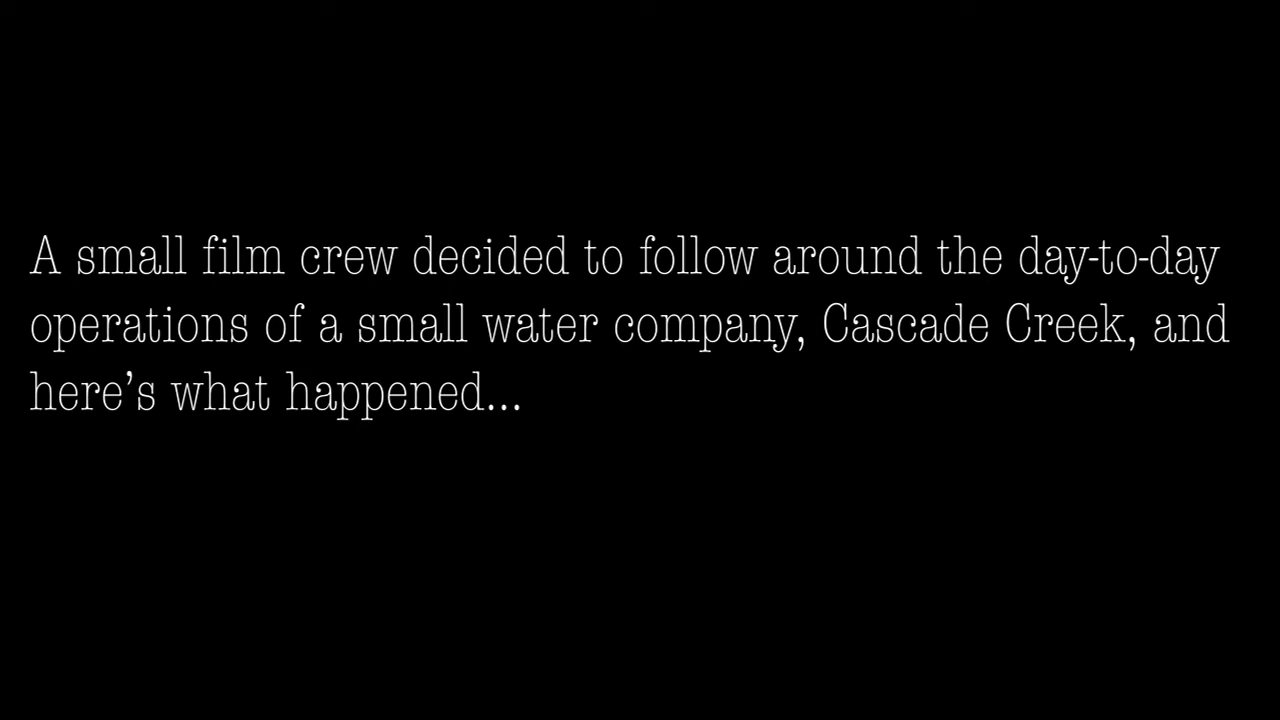 A small film crew decided to follow around the day-to-day
operations of a small water company, Cascade Creek, and
here’s what happened...